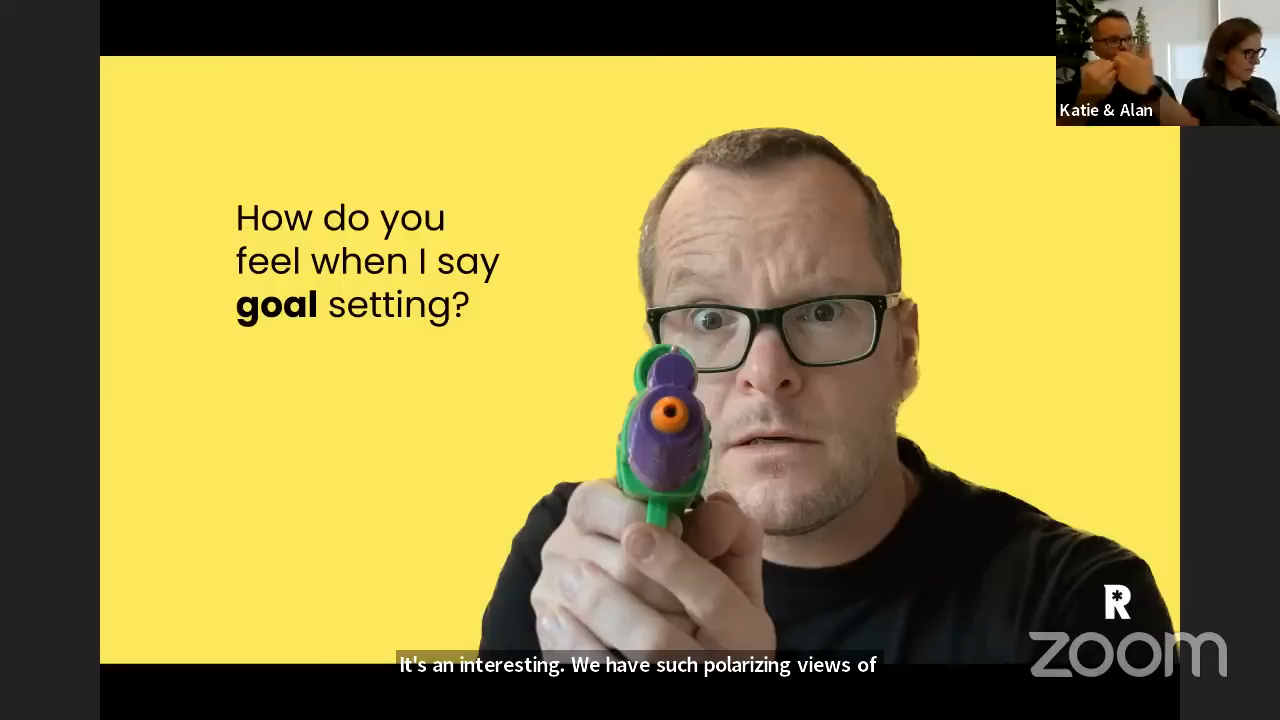 Katie & Alan
How do you
feel when I say
goal setting?
R
zoom
It's an interesting. We have such polarizing views of